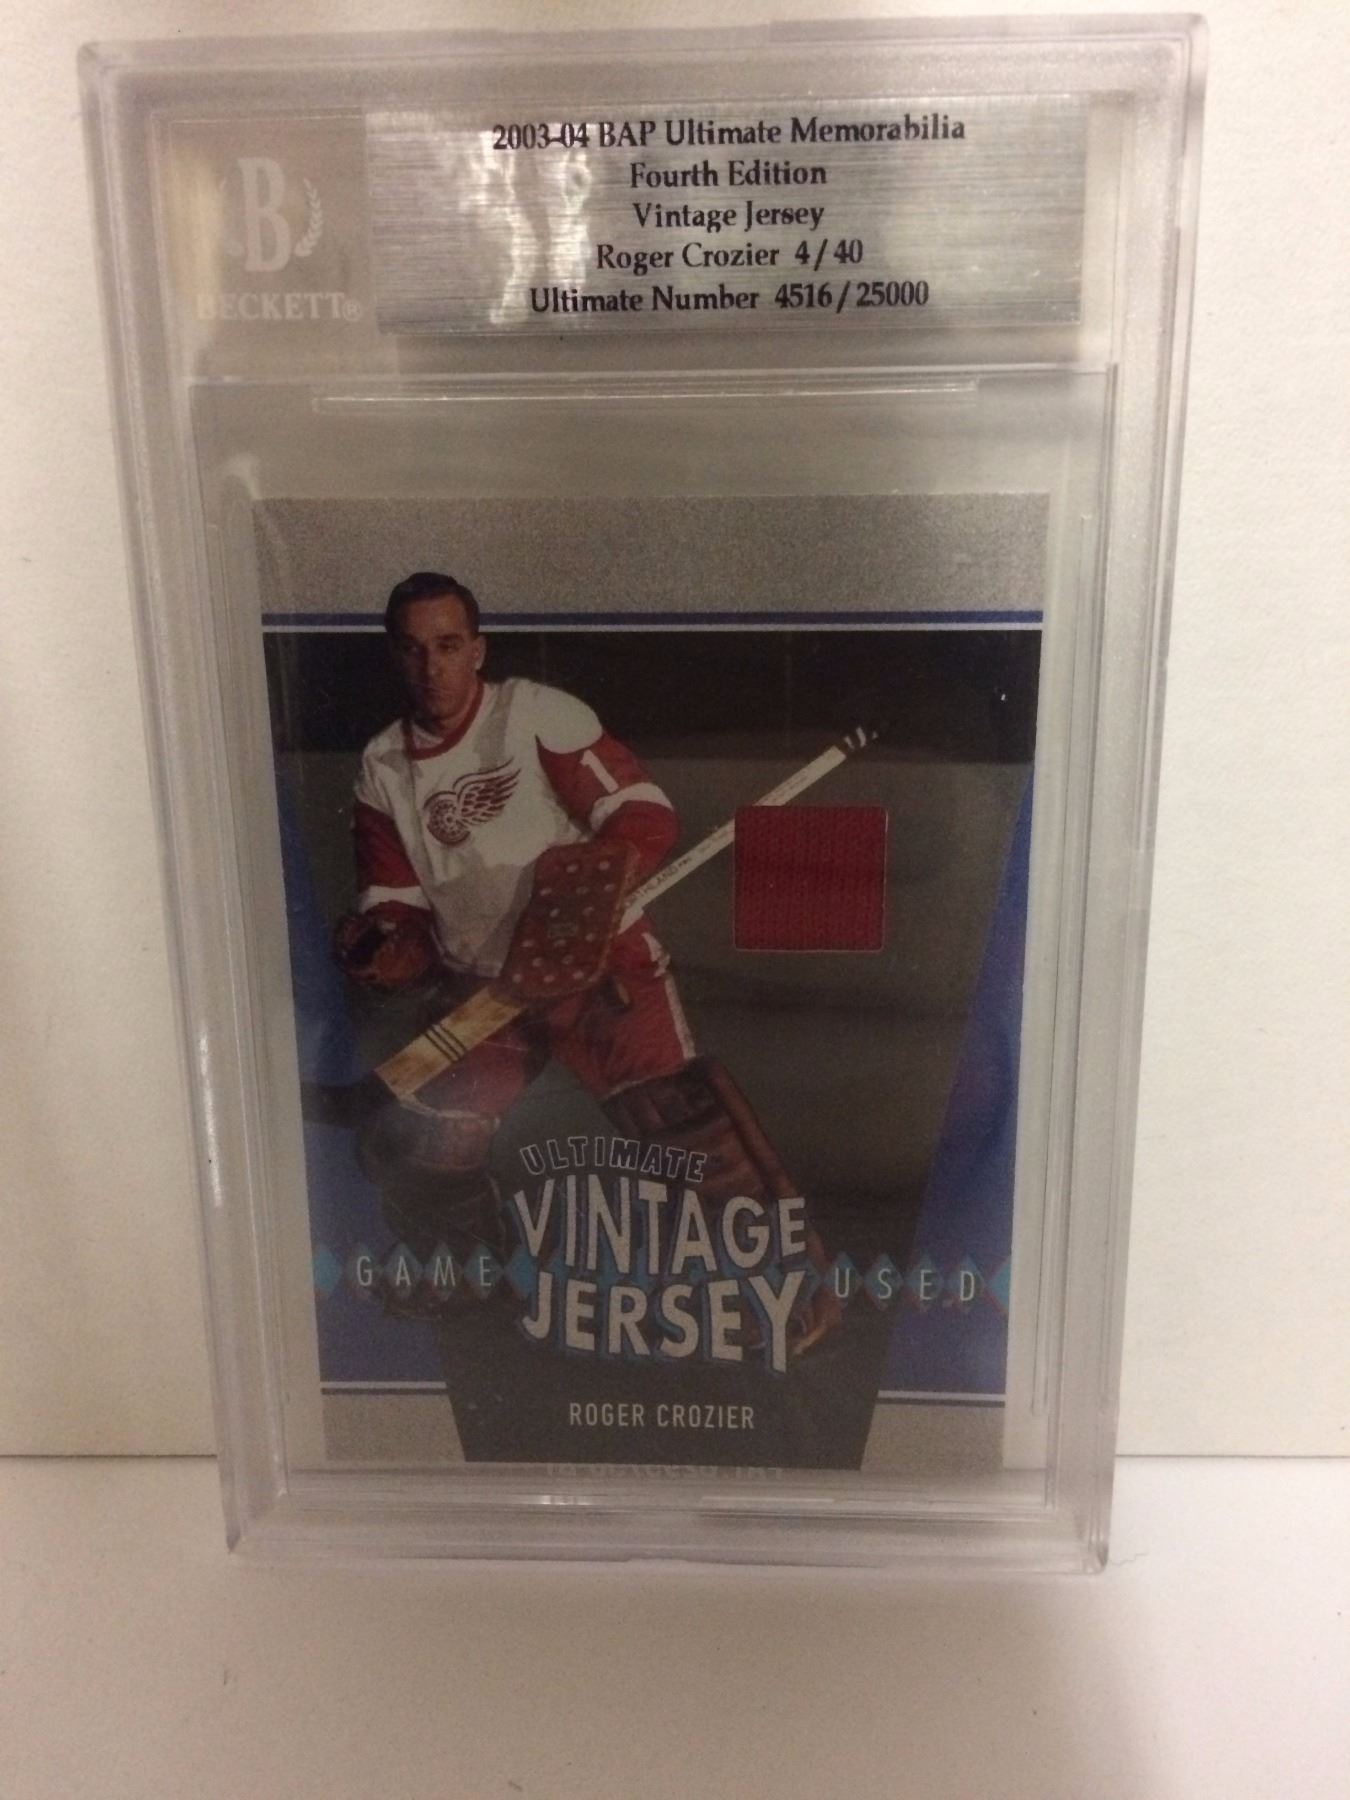 2003-04 BAP Ultimate Memorabilia
Fourth Edition
Vintage Jersey
Roger Crozier 4/40
Ultimate Number 4516/25000
B
BECKETT®
1
ULTIMATE
VINTAGE
GAME USED
JERSEY
ROGER CROZIER